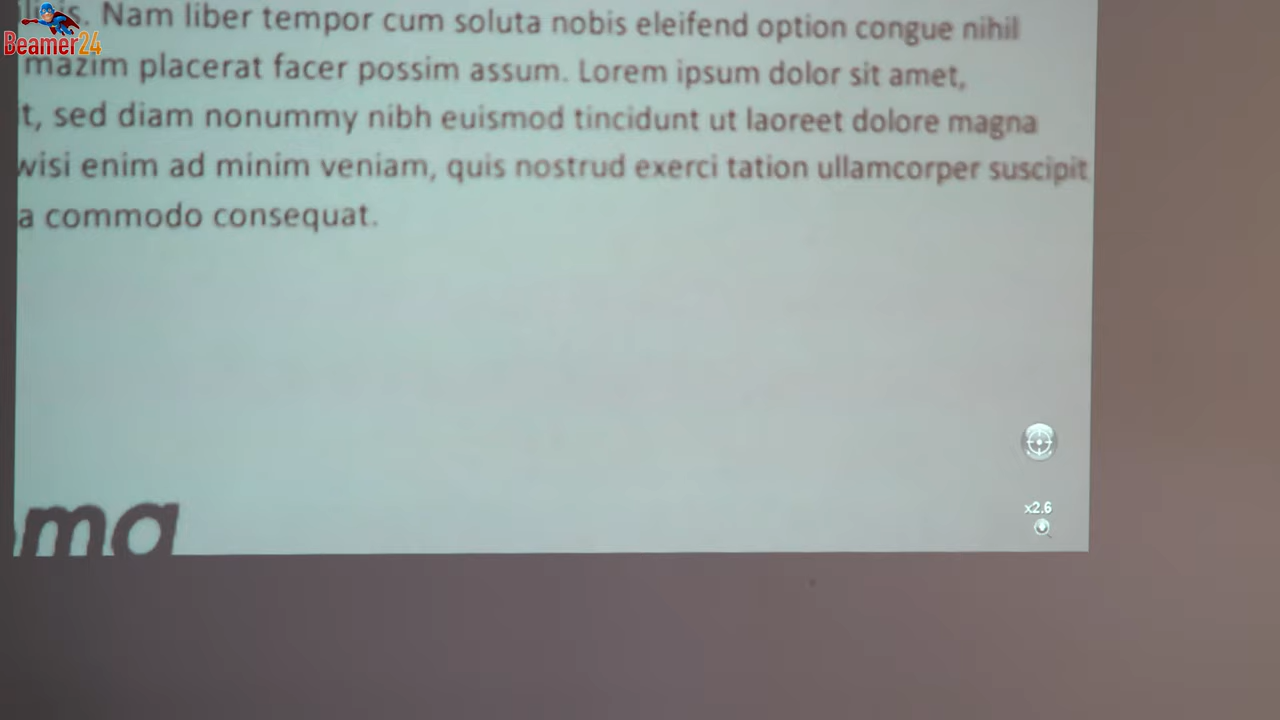 Beamer24
Nam liber tempor cum soluta nobis eleifend option congue nihil
mazim placerat facer possim assum. Lorem ipsum dolor sit amet,
t, sed diam nonummy nibh euismod tincidunt ut laoreet dolore magna
wisi enim ad minim veniam, quis nostrud exerci tation ullamcorper suscipit
a commodo consequat.
x2.6
ma